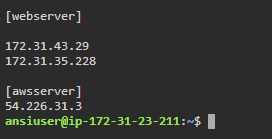 [webserver]
172.31.43.29
172.31.35.228
[awsserver]
54.226.31.3
ansiuser@ip-172-31-23-211:~$